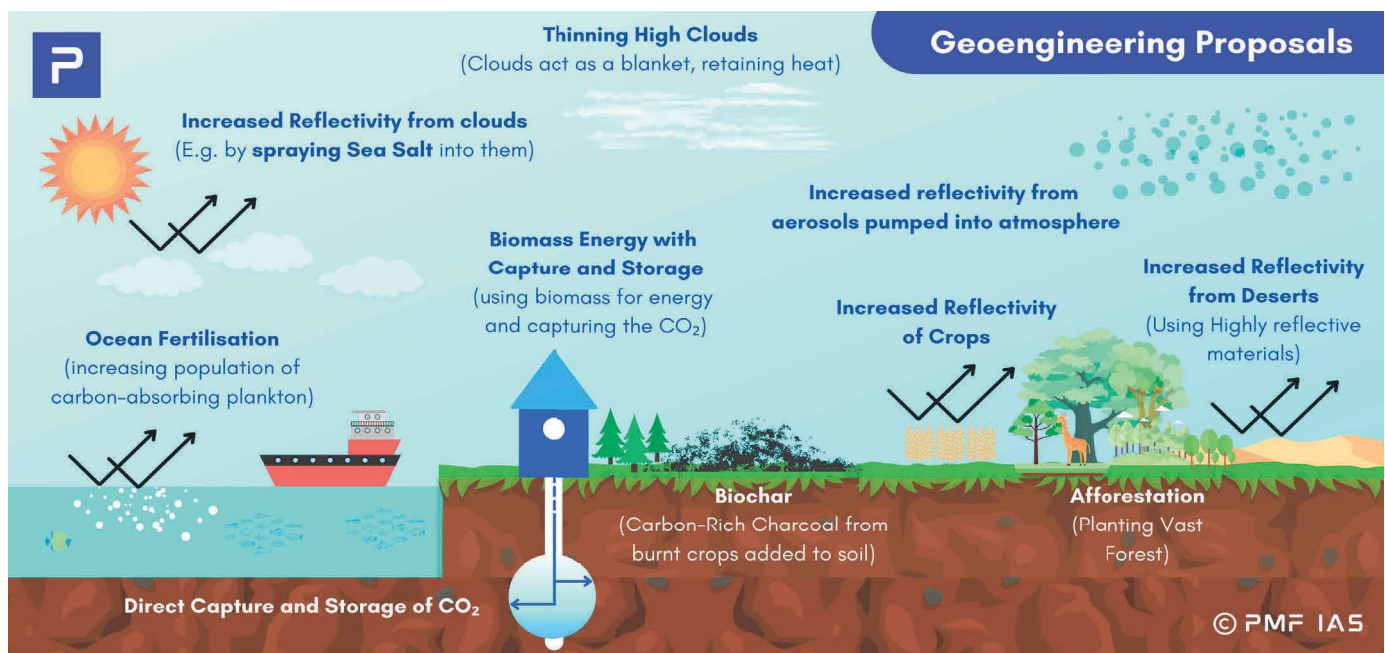 P
Geoengineering Proposals
Thinning High Clouds
(Clouds act as a blanket, retaining heat)
Increased Reflectivity from clouds
(E.g. by spraying Sea Salt into them)
Increased reflectivity from
aerosols pumped into atmosphere
Biomass Energy with
Capture and Storage
(using biomass for energy
and capturing the CO₂)
Increased Reflectivity
from Deserts
(Using Highly reflective
materials)
Increased Reflectivity
of Crops
Ocean Fertilisation
(increasing population of
carbon-absorbing plankton)
Biochar
(Carbon-Rich Charcoal from
burnt crops added to soil)
Afforestation
(Planting Vast
Forest)
Direct Capture and Storage of CO₂
© PMF IAS